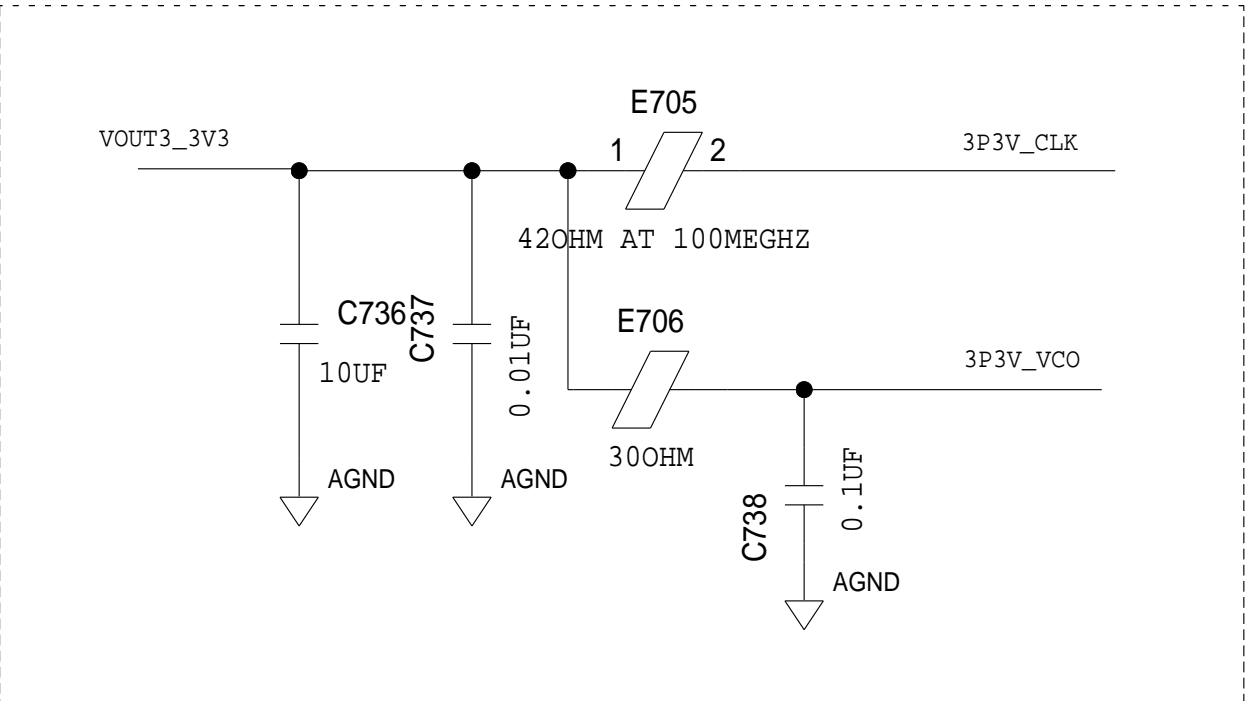 E705
VOUT3_3V3
1
2
3P3V_CLK
42OHM AT 100MEGHZ
C736
C737
10UF
0.01UF
E706
3P3V_VCO
30OHM
AGND
AGND
C738
0.1UF
AGND